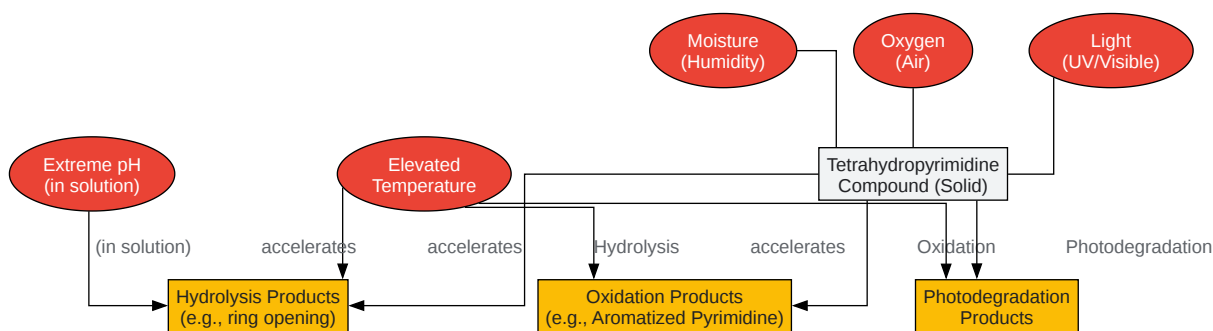 Moisture
(Humidity)
Oxygen
(Air)
Light
(UV/Visible)
Extreme pH
(in solution)
Elevated
Temperature
Tetrahydropyrimidine
Compound (Solid)
(in solution)
accelerates
accelerates
Hydrolysis
accelerates
Oxidation
Photodegradation
Hydrolysis Products
(e.g., ring opening)
Oxidation Products
(e.g., Aromatized Pyrimidine)
Photodegradation
Products